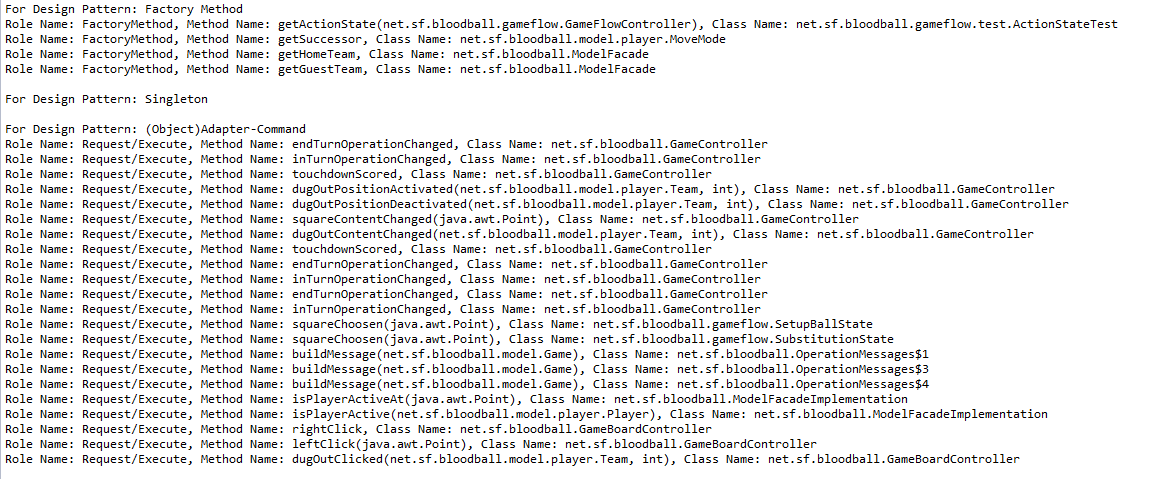 For Design Pattern: Factory Method
Role Name: FactoryMethod, Method Name: getActionState(net.sf.bloodball.gameflow.GameFlowController), Class Name: net.sf.bloodball.gameflow.test.ActionStateTest
Role Name: FactoryMethod, Method Name: getSuccessor, Class Name: net.sf.bloodball.model.player.MoveMode
Role Name: FactoryMethod, Method Name: getHomeTeam, Class Name: net.sf.bloodball.ModelFacade
Role Name: FactoryMethod, Method Name: getGuestTeam, Class Name: net.sf.bloodball.ModelFacade

For Design Pattern: Singleton

For Design Pattern: (Object)Adapter-Command
Role Name: Request/Execute, Method Name: endTurnOperationChanged, Class Name: net.sf.bloodball.GameController
Role Name: Request/Execute, Method Name: inTurnOperationChanged, Class Name: net.sf.bloodball.GameController
Role Name: Request/Execute, Method Name: touchdownScored, Class Name: net.sf.bloodball.GameController
Role Name: Request/Execute, Method Name: dugOutPositionActivated(net.sf.bloodball.model.player.Team, int), Class Name: net.sf.bloodball.GameController
Role Name: Request/Execute, Method Name: dugOutPositionDeactivated(net.sf.bloodball.model.player.Team, int), Class Name: net.sf.bloodball.GameController
Role Name: Request/Execute, Method Name: squareContentChanged(java.awt.Point), Class Name: net.sf.bloodball.GameController
Role Name: Request/Execute, Method Name: dugOutContentChanged(net.sf.bloodball.model.player.Team, int), Class Name: net.sf.bloodball.GameController
Role Name: Request/Execute, Method Name: touchdownScored, Class Name: net.sf.bloodball.GameController
Role Name: Request/Execute, Method Name: endTurnOperationChanged, Class Name: net.sf.bloodball.GameController
Role Name: Request/Execute, Method Name: inTurnOperationChanged, Class Name: net.sf.bloodball.GameController
Role Name: Request/Execute, Method Name: endTurnOperationChanged, Class Name: net.sf.bloodball.GameController
Role Name: Request/Execute, Method Name: inTurnOperationChanged, Class Name: net.sf.bloodball.GameController
Role Name: Request/Execute, Method Name: squareChoosen(java.awt.Point), Class Name: net.sf.bloodball.gameflow.SetupBallState
Role Name: Request/Execute, Method Name: squareChoosen(java.awt.Point), Class Name: net.sf.bloodball.gameflow.SubstitutionState
Role Name: Request/Execute, Method Name: buildMessage(net.sf.bloodball.model.Game), Class Name: net.sf.bloodball.OperationMessages$1
Role Name: Request/Execute, Method Name: buildMessage(net.sf.bloodball.model.Game), Class Name: net.sf.bloodball.OperationMessages$3
Role Name: Request/Execute, Method Name: buildMessage(net.sf.bloodball.model.Game), Class Name: net.sf.bloodball.OperationMessages$4
Role Name: Request/Execute, Method Name: isPlayerActiveAt(java.awt.Point), Class Name: net.sf.bloodball.ModelFacadeImplementation
Role Name: Request/Execute, Method Name: isPlayerActive(net.sf.bloodball.model.player.Player), Class Name: net.sf.bloodball.ModelFacadeImplementation
Role Name: Request/Execute, Method Name: rightClick, Class Name: net.sf.bloodball.GameBoardController
Role Name: Request/Execute, Method Name: leftClick(java.awt.Point), Class Name: net.sf.bloodball.GameBoardController
Role Name: Request/Execute, Method Name: dugOutClicked(net.sf.bloodball.model.player.Team, int), Class Name: net.sf.bloodball.GameBoardController